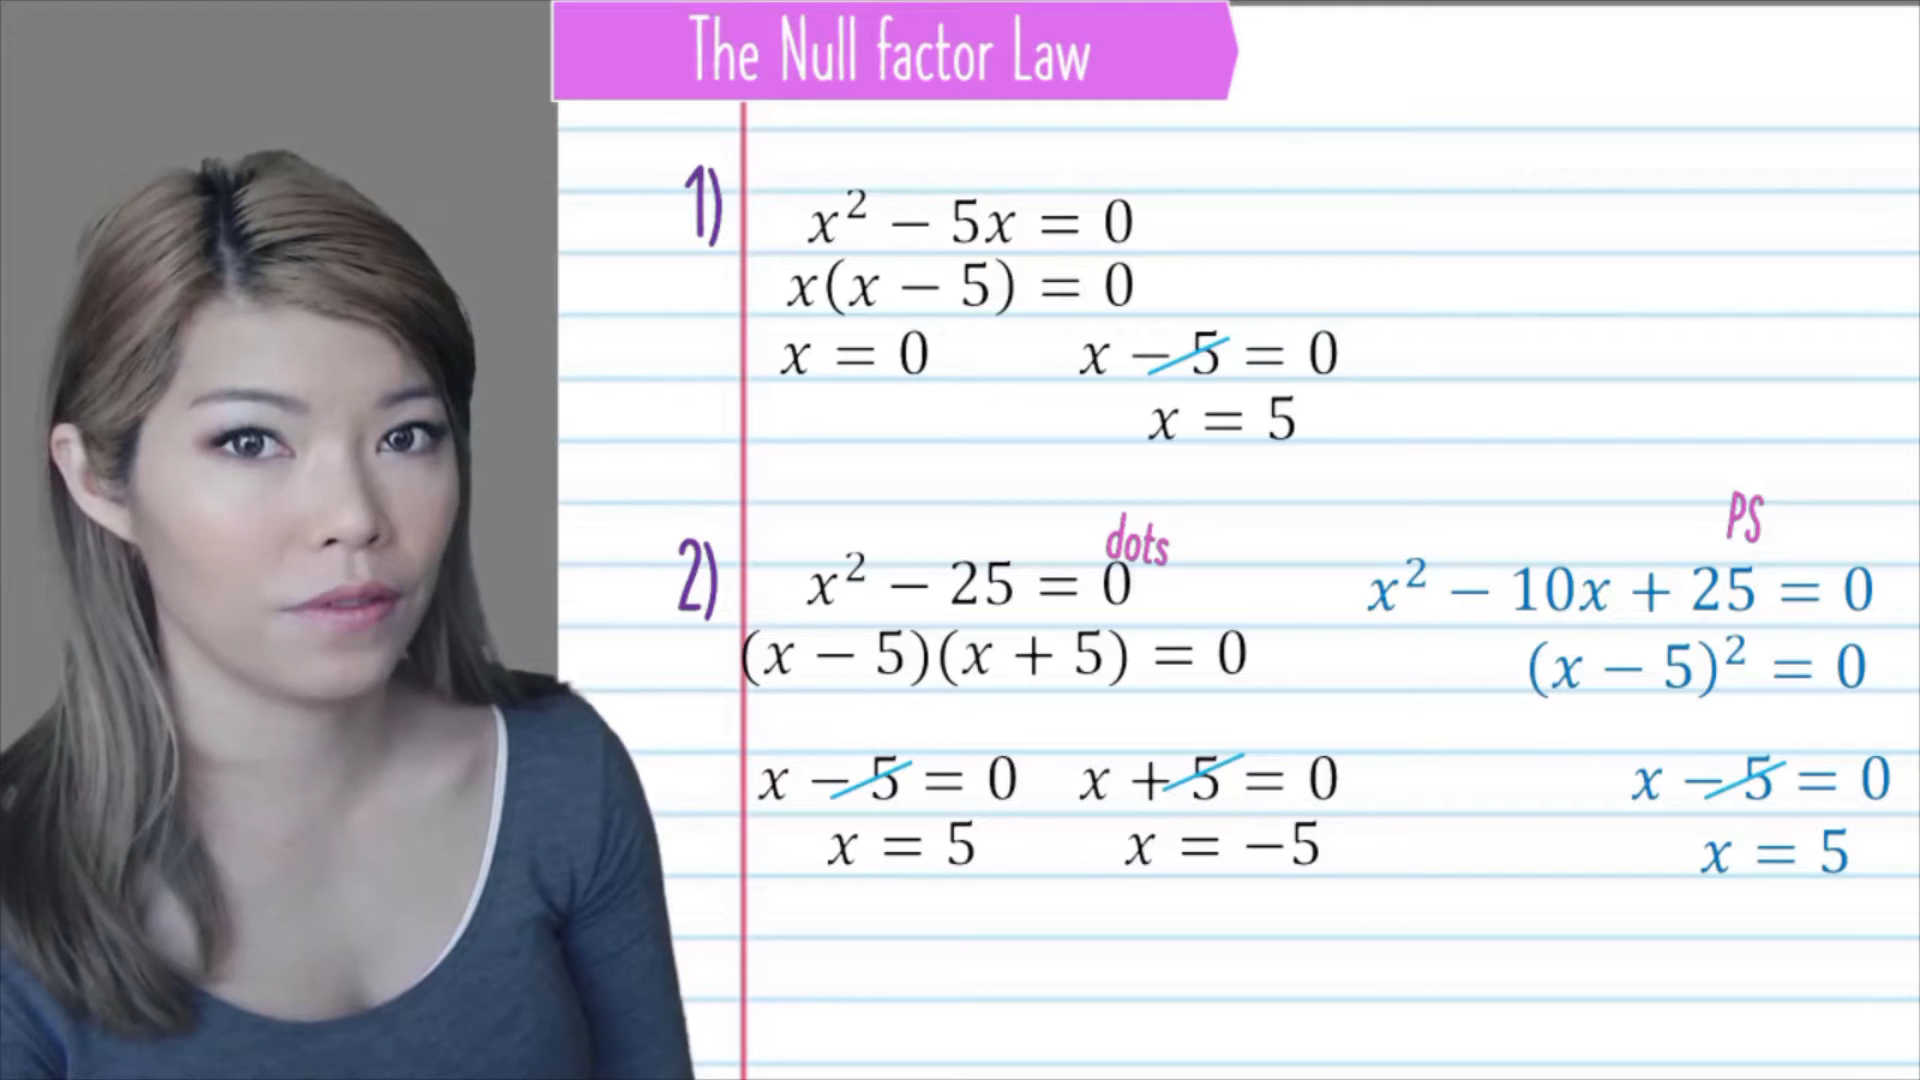 The Null factor Law
1)
x² − 5x = 0
x(x − 5) = 0
x = 0 x − 5 = 0
x = 5
2)
dots
x² − 25 = 0
(x − 5)(x + 5) = 0
x − 5 = 0 x + 5 = 0
x = 5 x = −5
PS
x² − 10x + 25 = 0
(x − 5)² = 0
x − 5 = 0
x = 5